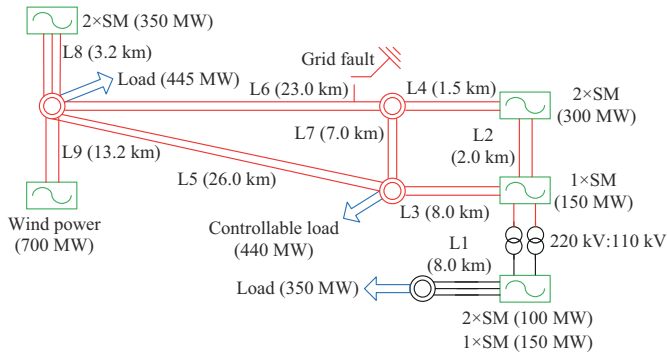 2×SM (350 MW)
L8 (3.2 km)
Load (445 MW)
Grid fault
L6 (23.0 km)
L4 (1.5 km)
2×SM
(300 MW)
L7 (7.0 km)
L2
(2.0 km)
L9 (13.2 km)
L5 (26.0 km)
1×SM
(150 MW)
L3 (8.0 km)
Wind power
(700 MW)
Controllable load
(440 MW)
L1
(8.0 km)
220 kV:110 kV
Load (350 MW)
2×SM (100 MW)
1×SM (150 MW)